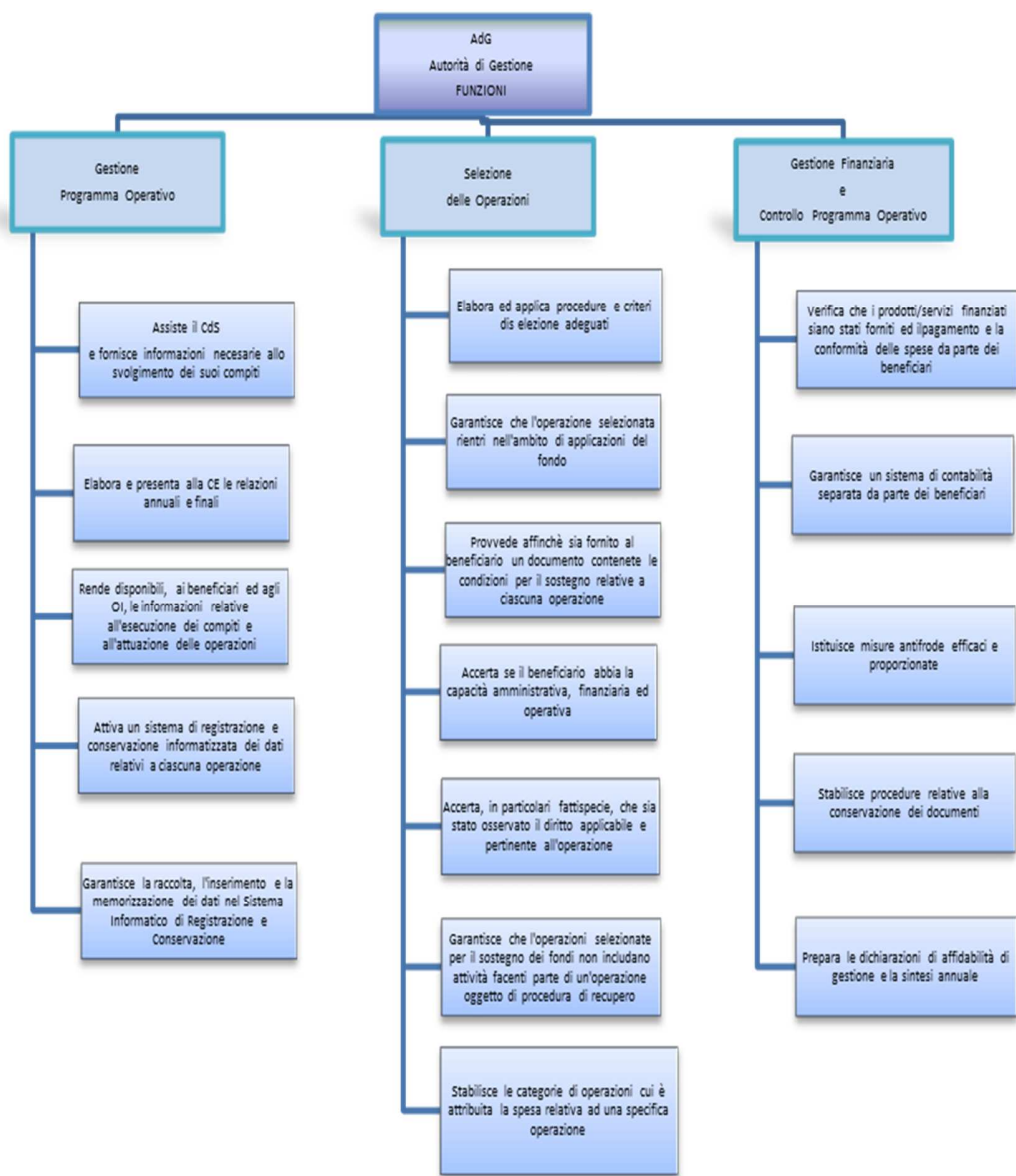 AdG
Autorità di Gestione
FUNZIONI
Gestione
Programma Operativo
Assiste il CdS
e fornisce informazioni necesarie allo
svolgimento dei suoi compiti
Elabora e presenta alla CE le relazioni
annuali e finali
Rende disponibili, ai beneficiari ed agli
OI, le informazioni relative
all'esecuzione dei compiti e
all'attuazione delle operazioni
Attiva un sistema di registrazione e
conservazione informatizzata dei dati
relativi a ciascuna operazione
Garantisce la raccolta, l'inserimento e la
memorizzazione dei dati nel Sistema
Informatico di Registrazione e
Conservazione
Selezione
delle Operazioni
Elabora ed applica procedure e criteri
dis elezione adeguati
Garantisce che l'operazione selezionata
rientri nell'ambito di applicazioni del
fondo
Provvede affinchè sia fornito al
beneficiario un documento contenete le
condizioni per il sostegno relative a
ciascuna operazione
Accerta se il beneficiario abbia la
capacità amministrativa, finanziaria ed
operativa
Accerta, in particolari fattispecie, che sia
stato osservato il diritto applicabile e
pertinente all'operazione
Garantisce che l'operazioni selezionate
per il sostegno dei fondi non includano
attività facenti parte di un'operazione
oggetto di procedura di recupero
Stabilisce le categorie di operazioni cui è
attribuita la spesa relativa ad una specifica
operazione
Gestione Finanziaria
e
Controllo Programma Operativo
Verifica che i prodotti/servizi finanziati
siano stati forniti ed ilpagamento e la
conformità delle spese da parte dei
beneficiari
Garantisce un sistema di contabilità
separata da parte dei beneficiari
Istituisce misure antifrode efficaci e
proporzionate
Stabilisce procedure relative alla
conservazione dei documenti
Prepara le dichiarazioni di affidabilità di
gestione e la sintesi annuale